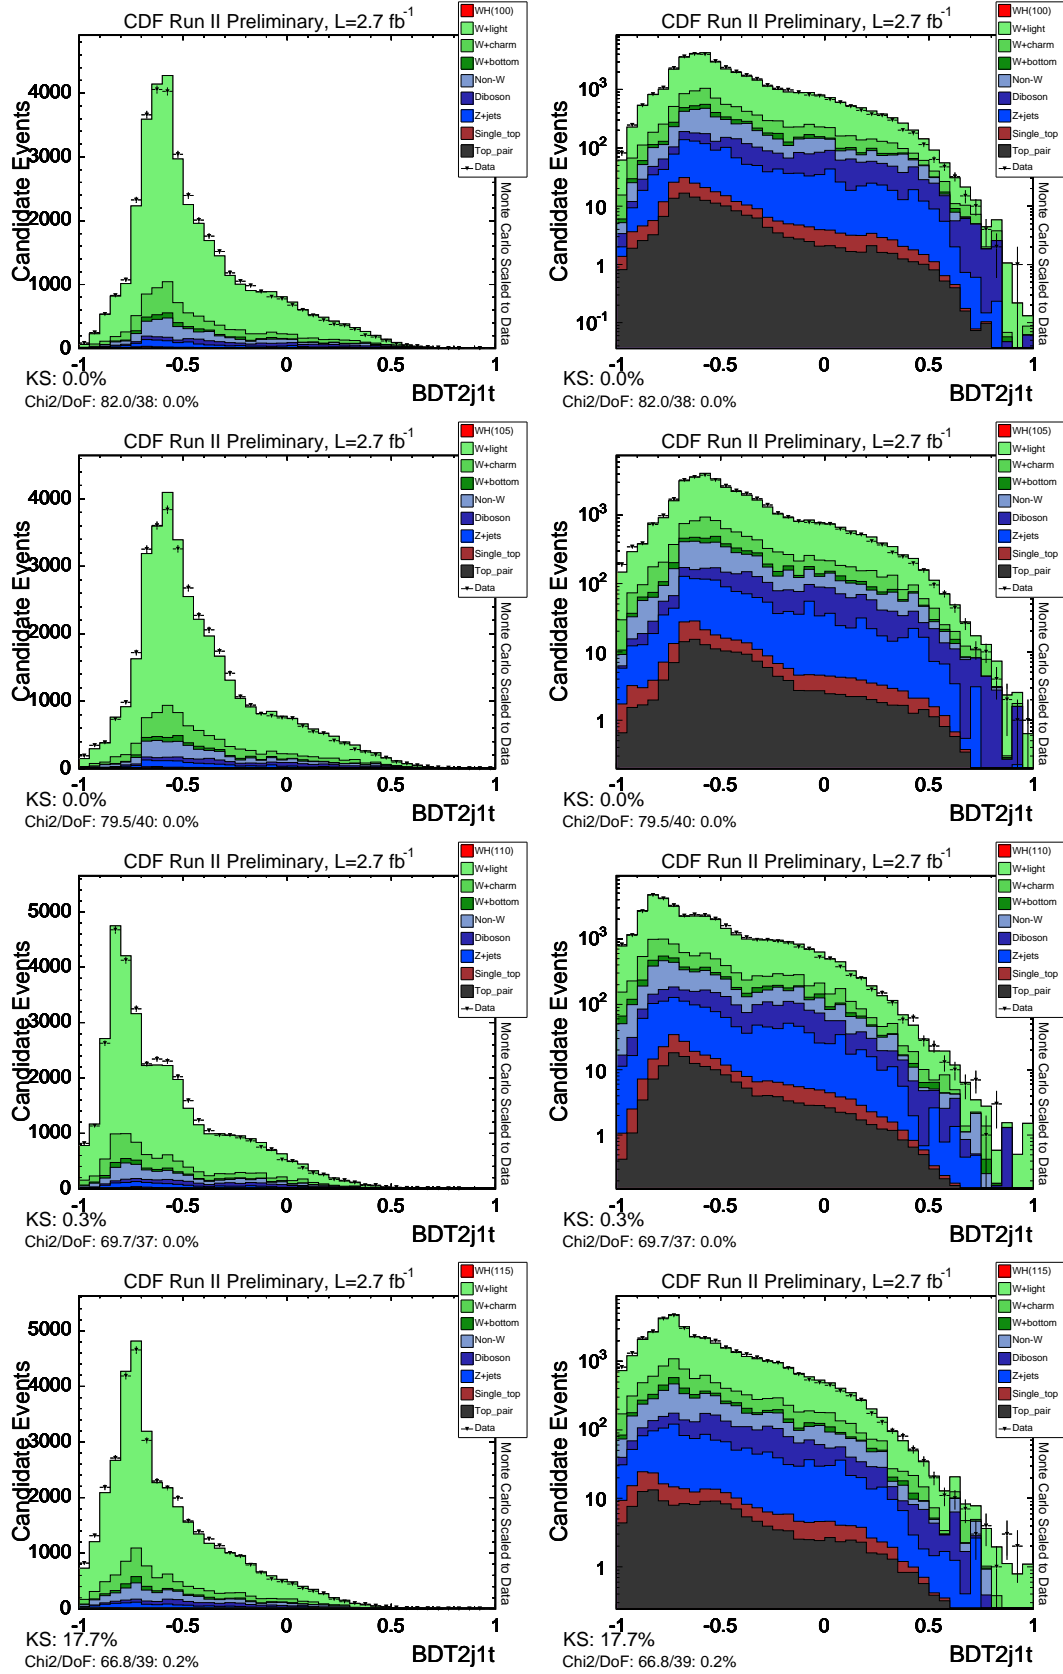 CDF Run II Preliminary, L=2.7 fb⁻¹
Candidate Events
4000
3000
2000
1000
0
-1
-0.5
0
0.5
1
BDT2j1t
KS: 0.0%
Chi2/DoF: 82.0/38: 0.0%
WH(100)
W+light
W+charm
W+bottom
Non-W
Diboson
Z+jets
Single_top
Top_pair
Data
Monte Carlo Scaled to Data
CDF Run II Preliminary, L=2.7 fb⁻¹
Candidate Events
10³
10²
10
1
10⁻¹
-1
-0.5
0
0.5
1
BDT2j1t
KS: 0.0%
Chi2/DoF: 82.0/38: 0.0%
WH(100)
W+light
W+charm
W+bottom
Non-W
Diboson
Z+jets
Single_top
Top_pair
Data
Monte Carlo Scaled to Data
CDF Run II Preliminary, L=2.7 fb⁻¹
Candidate Events
4000
3000
2000
1000
0
-1
-0.5
0
0.5
1
BDT2j1t
KS: 0.0%
Chi2/DoF: 79.5/40: 0.0%
WH(105)
W+light
W+charm
W+bottom
Non-W
Diboson
Z+jets
Single_top
Top_pair
Data
Monte Carlo Scaled to Data
CDF Run II Preliminary, L=2.7 fb⁻¹
Candidate Events
10³
10²
10
1
-1
-0.5
0
0.5
1
BDT2j1t
KS: 0.0%
Chi2/DoF: 79.5/40: 0.0%
WH(105)
W+light
W+charm
W+bottom
Non-W
Diboson
Z+jets
Single_top
Top_pair
Data
Monte Carlo Scaled to Data
CDF Run II Preliminary, L=2.7 fb⁻¹
Candidate Events
5000
4000
3000
2000
1000
0
-1
-0.5
0
0.5
1
BDT2j1t
KS: 0.3%
Chi2/DoF: 69.7/37: 0.0%
WH(110)
W+light
W+charm
W+bottom
Non-W
Diboson
Z+jets
Single_top
Top_pair
Data
Monte Carlo Scaled to Data
CDF Run II Preliminary, L=2.7 fb⁻¹
Candidate Events
10³
10²
10
1
-1
-0.5
0
0.5
1
BDT2j1t
KS: 0.3%
Chi2/DoF: 69.7/37: 0.0%
WH(110)
W+light
W+charm
W+bottom
Non-W
Diboson
Z+jets
Single_top
Top_pair
Data
Monte Carlo Scaled to Data
CDF Run II Preliminary, L=2.7 fb⁻¹
Candidate Events
5000
4000
3000
2000
1000
0
-1
-0.5
0
0.5
1
BDT2j1t
KS: 17.7%
Chi2/DoF: 66.8/39: 0.2%
WH(115)
W+light
W+charm
W+bottom
Non-W
Diboson
Z+jets
Single_top
Top_pair
Data
Monte Carlo Scaled to Data
CDF Run II Preliminary, L=2.7 fb⁻¹
Candidate Events
10³
10²
10
1
-1
-0.5
0
0.5
1
BDT2j1t
KS: 17.7%
Chi2/DoF: 66.8/39: 0.2%
WH(115)
W+light
W+charm
W+bottom
Non-W
Diboson
Z+jets
Single_top
Top_pair
Data
Monte Carlo Scaled to Data